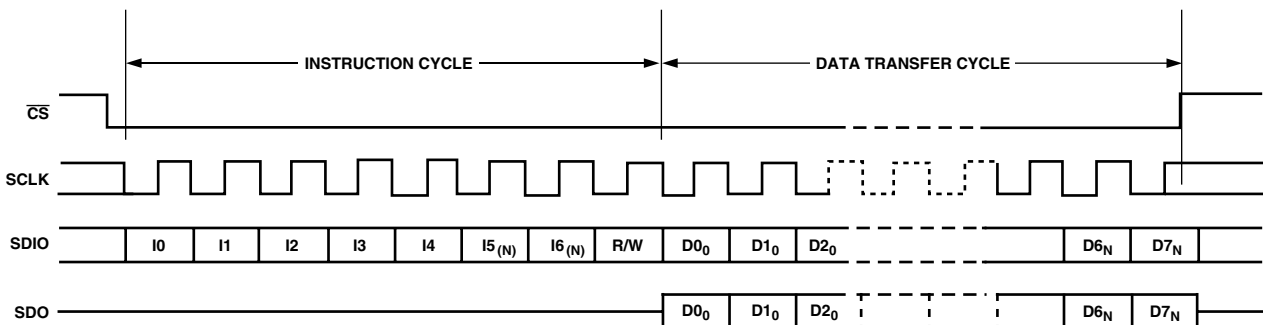 INSTRUCTION CYCLE DATA TRANSFER CYCLE
CS
SCLK
SDIO I0 I1 I2 I3 I4 I5(N) I6(N) R/W D00 D10 D20 D6N D7N
SDO D00 D10 D20 D6N D7N